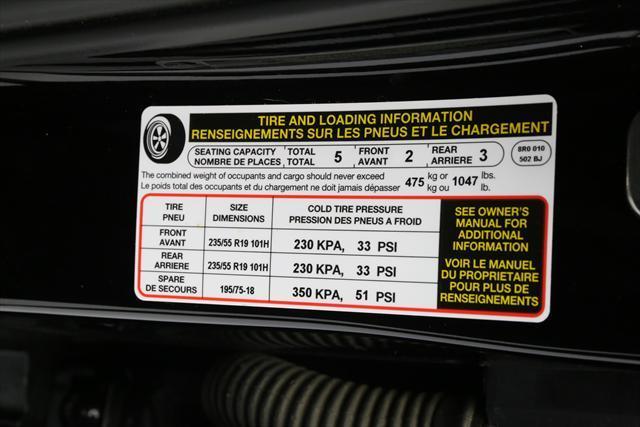 TIRE AND LOADING INFORMATION
RENSEIGNEMENTS SUR LES PNEUS ET LE CHARGEMENT
SEATING CAPACITY TOTAL 5 FRONT 2 REAR 3
NOMBRE DE PLACES TOTAL AVANT ARRIERE
8R0 010
502 BJ
The combined weight of occupants and cargo should never exceed 475 kg or 1047 lbs.
Le poids total des occupants et du chargement ne doit jamais dépasser kg ou lb.
TIRE SIZE COLD TIRE PRESSURE
PNEU DIMENSIONS PRESSION DES PNEUS A FROID
FRONT
AVANT 235/55 R19 101H 230 KPA, 33 PSI
REAR
ARRIERE 235/55 R19 101H 230 KPA, 33 PSI
SPARE
DE SECOURS 195/75-18 350 KPA, 51 PSI
SEE OWNER'S
MANUAL FOR
ADDITIONAL
INFORMATION
VOIR LE MANUEL
DU PROPRIETAIRE
POUR PLUS DE
RENSEIGNEMENTS